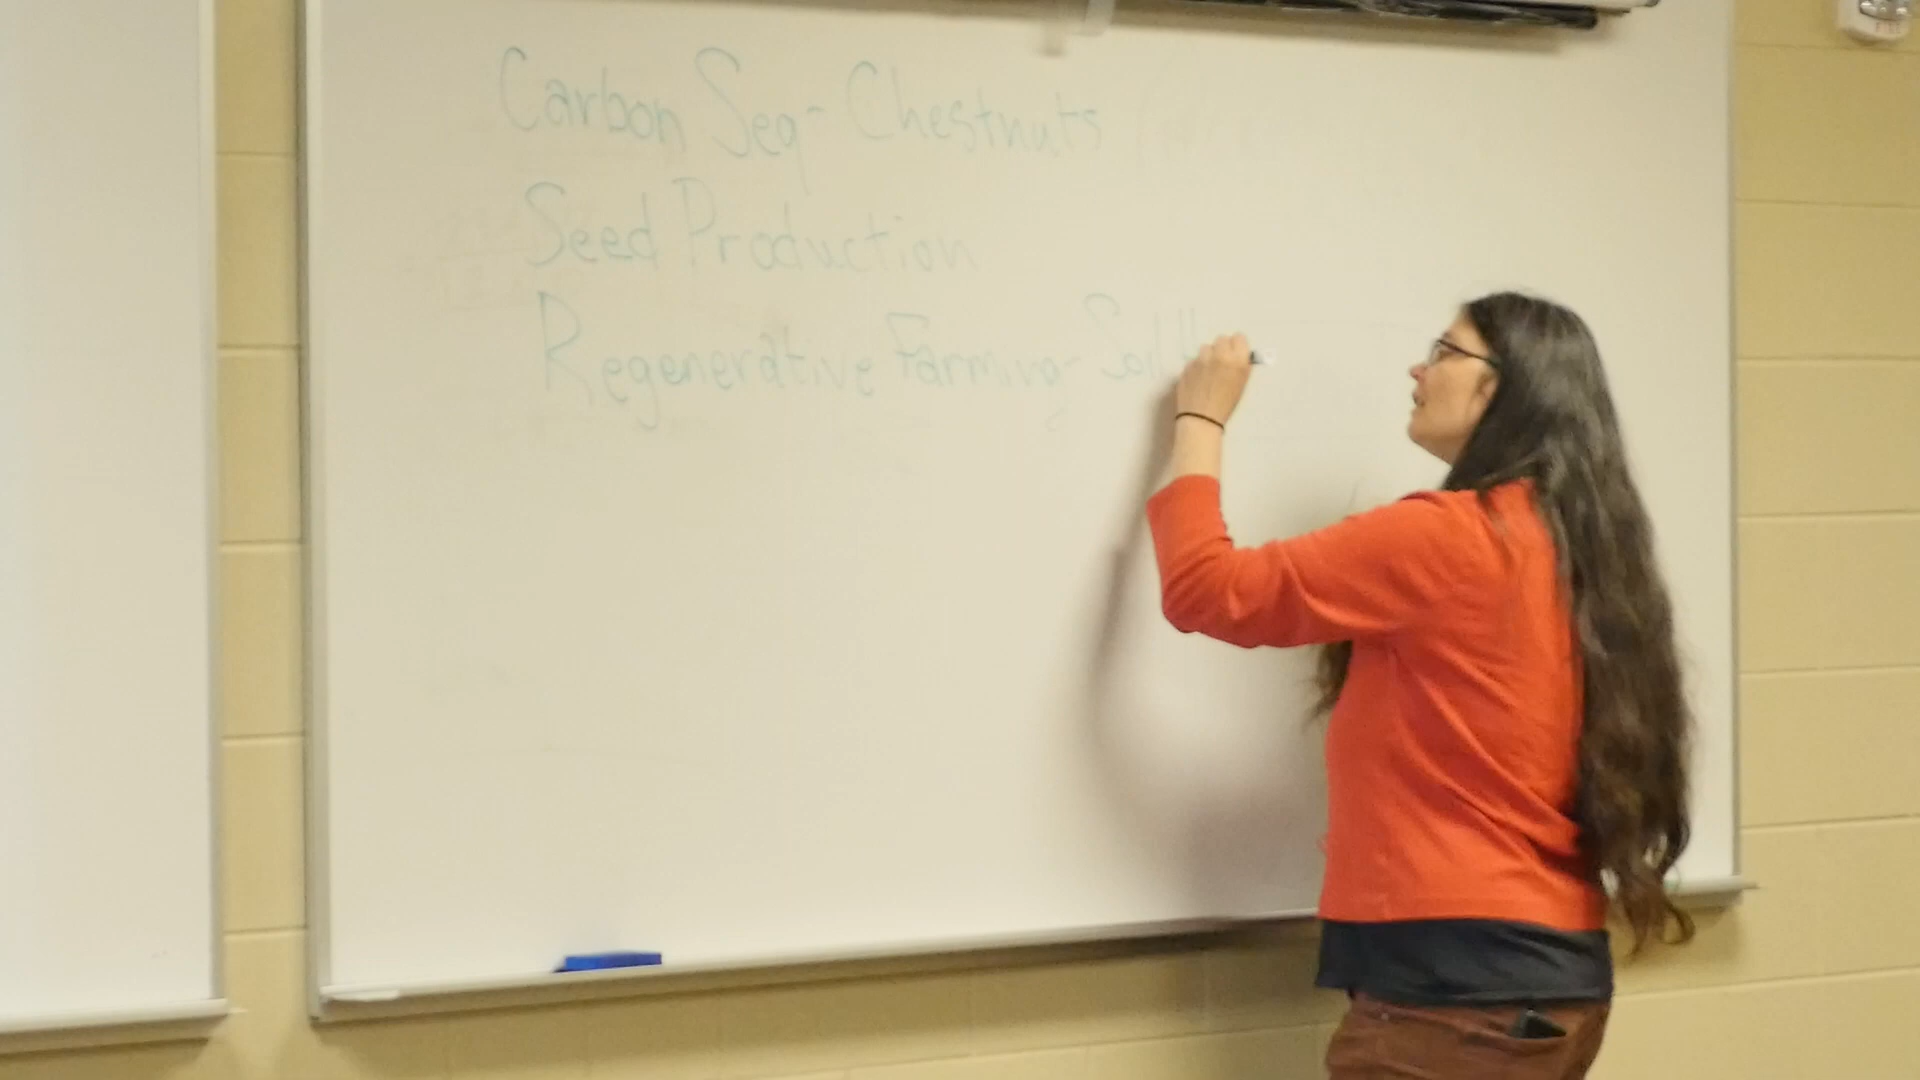 Carbon Seq- Chestnuts
Seed Production
Regenerative Farming- Soil H